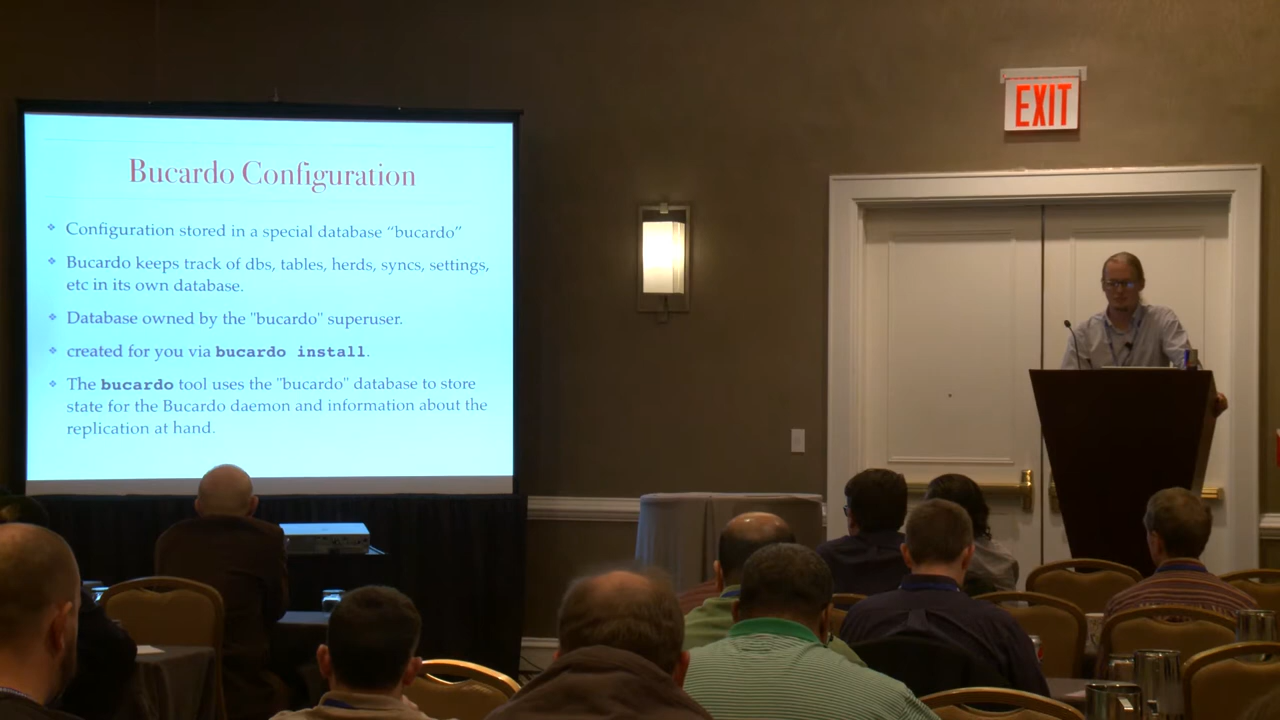 Bucardo Configuration
Configuration stored in a special database “bucardo”
Bucardo keeps track of dbs, tables, herds, syncs, settings,
etc in its own database.
Database owned by the "bucardo" superuser.
created for you via bucardo install.
The bucardo tool uses the "bucardo" database to store
state for the Bucardo daemon and information about the
replication at hand.
EXIT